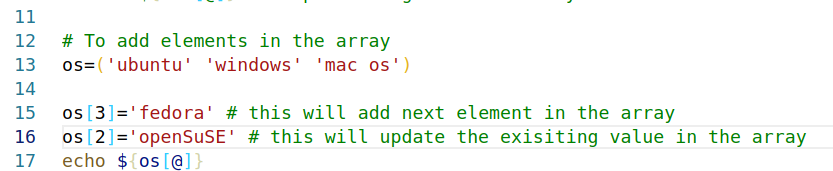 11
12 # To add elements in the array
13 os=('ubuntu' 'windows' 'mac os')
14
15 os[3]='fedora' # this will add next element in the array
16 os[2]='openSuSE' # this will update the exisiting value in the array
17 echo ${os[@]}